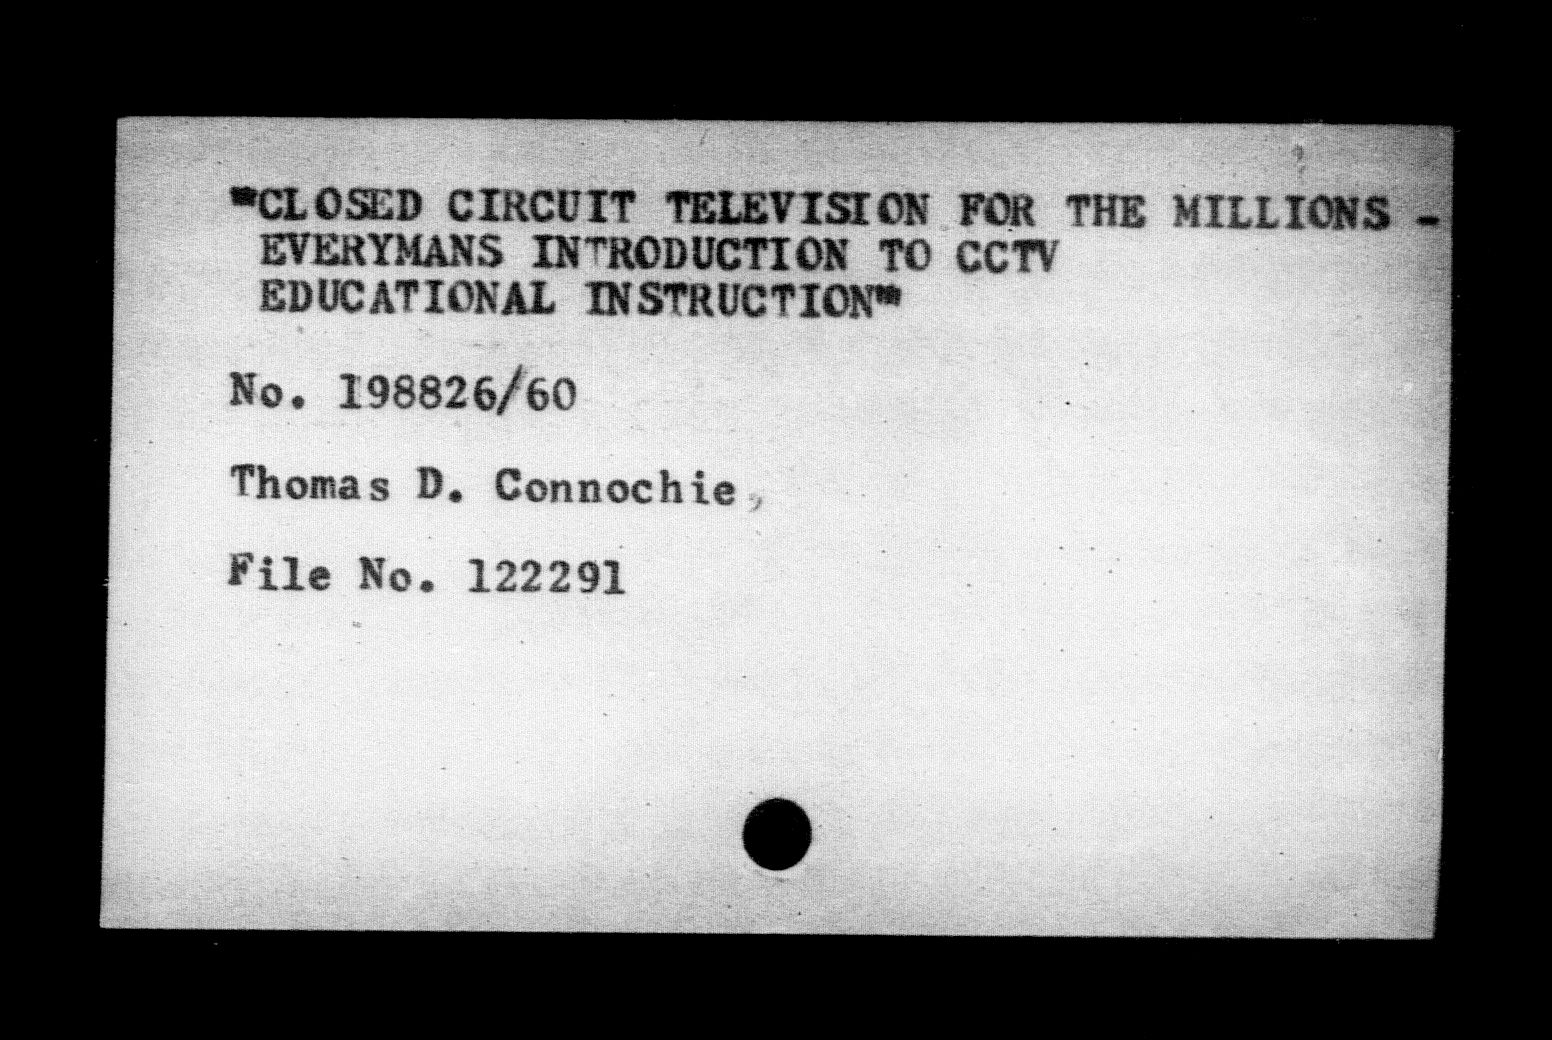 "CLOSED CIRCUIT TELEVISION FOR THE MILLIONS -
EVERYMANS INTRODUCTION TO CCTV
EDUCATIONAL INSTRUCTION"
No. 198826/60
Thomas D. Connochie,
File No. 122291